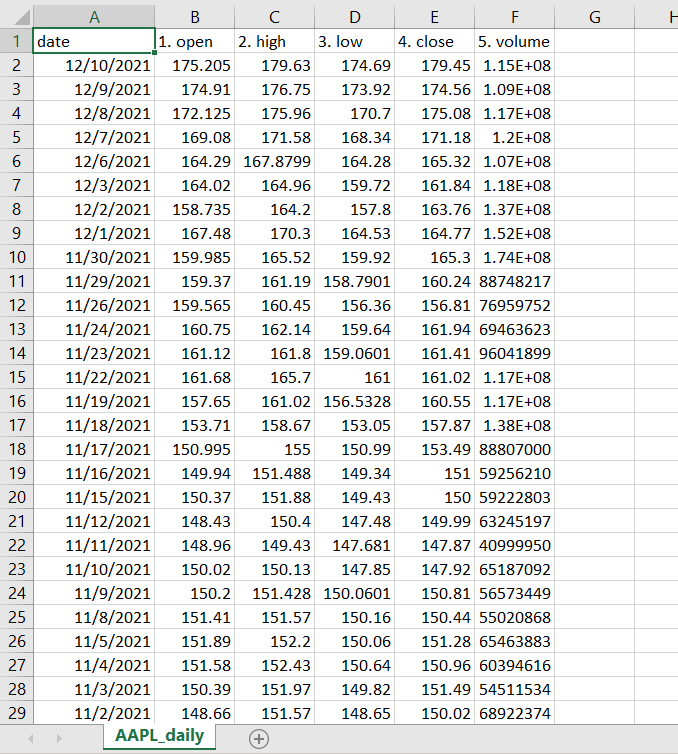 A B C D E F G H
1 date 1. open 2. high 3. low 4. close 5. volume
2 12/10/2021 175.205 179.63 174.69 179.45 1.15E+08
3 12/9/2021 174.91 176.75 173.92 174.56 1.09E+08
4 12/8/2021 172.125 175.96 170.7 175.08 1.17E+08
5 12/7/2021 169.08 171.58 168.34 171.18 1.2E+08
6 12/6/2021 164.29 167.8799 164.28 165.32 1.07E+08
7 12/3/2021 164.02 164.96 159.72 161.84 1.18E+08
8 12/2/2021 158.735 164.2 157.8 163.76 1.37E+08
9 12/1/2021 167.48 170.3 164.53 164.77 1.52E+08
10 11/30/2021 159.985 165.52 159.92 165.3 1.74E+08
11 11/29/2021 159.37 161.19 158.7901 160.24 88748217
12 11/26/2021 159.565 160.45 156.36 156.81 76959752
13 11/24/2021 160.75 162.14 159.64 161.94 69463623
14 11/23/2021 161.12 161.8 159.0601 161.41 96041899
15 11/22/2021 161.68 165.7 161 161.02 1.17E+08
16 11/19/2021 157.65 161.02 156.5328 160.55 1.17E+08
17 11/18/2021 153.71 158.67 153.05 157.87 1.38E+08
18 11/17/2021 150.995 155 150.99 153.49 88807000
19 11/16/2021 149.94 151.488 149.34 151 59256210
20 11/15/2021 150.37 151.88 149.43 150 59222803
21 11/12/2021 148.43 150.4 147.48 149.99 63245197
22 11/11/2021 148.96 149.43 147.681 147.87 40999950
23 11/10/2021 150.02 150.13 147.85 147.92 65187092
24 11/9/2021 150.2 151.428 150.0601 150.81 56573449
25 11/8/2021 151.41 151.57 150.16 150.44 55020868
26 11/5/2021 151.89 152.2 150.06 151.28 65463883
27 11/4/2021 151.58 152.43 150.64 150.96 60394616
28 11/3/2021 150.39 151.97 149.82 151.49 54511534
29 11/2/2021 148.66 151.57 148.65 150.02 68922374
AAPL_daily